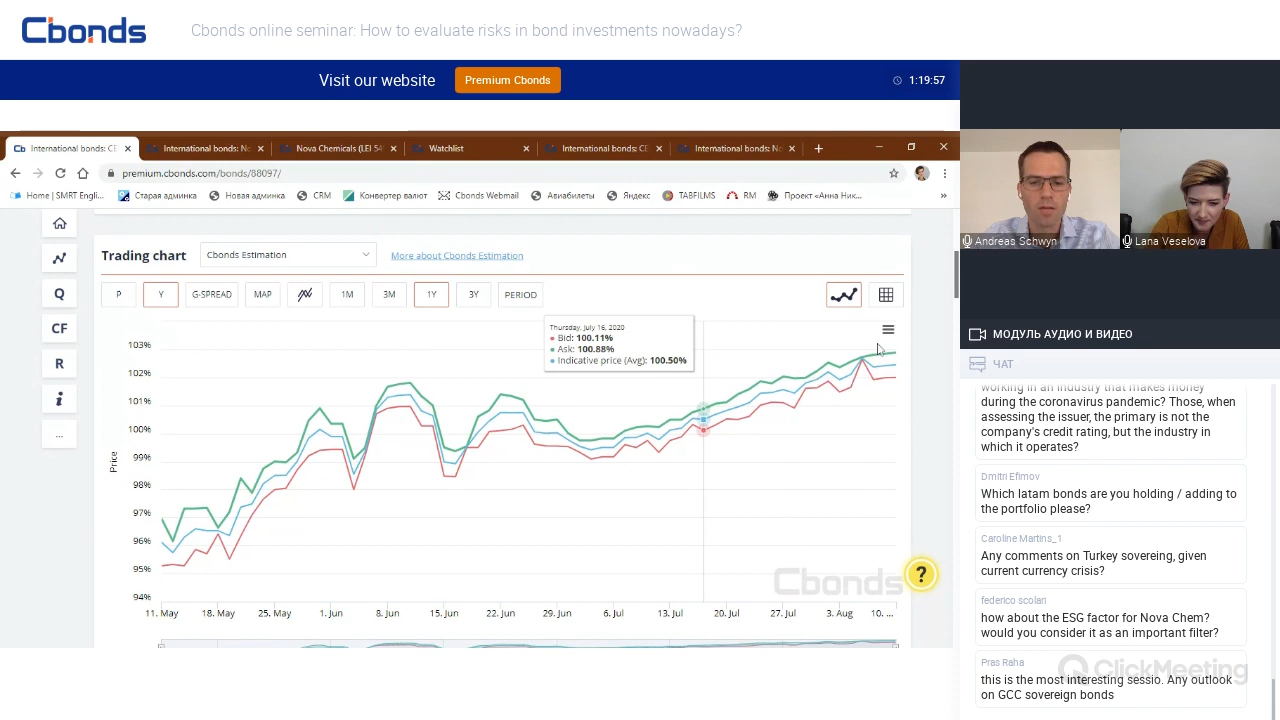 Cbonds
Cbonds online seminar: How to evaluate risks in bond investments nowadays?
Visit our website
Premium Cbonds
1:19:57
International bonds: CE
International bonds: No
Nova Chemicals (LEI 549
Watchlist
International bonds: CE
International bonds: No
premium.cbonds.com/bonds/88097/
Home | SMRT Engli...
Старая админка
Новая админка
CRM
Конвертер валют
Cbonds Webmail
Авиабилеты
Яндекс
TABFILMS
RM
Проект «Анна Ник...
Q
CF
R
i
...
Trading chart
Cbonds Estimation
More about Cbonds Estimation
P
Y
G-SPREAD
MAP
1M
3M
1Y
3Y
PERIOD
Thursday, July 16, 2020
Bid: 100.11%
Ask: 100.88%
Indicative price (Avg): 100.50%
Price
103%
102%
101%
100%
99%
98%
97%
96%
95%
94%
11. May
18. May
25. May
1. Jun
8. Jun
15. Jun
22. Jun
29. Jun
6. Jul
13. Jul
20. Jul
27. Jul
3. Aug
10. ...
Cbonds
?
Andreas Schwyn
Lana Veselova
МОДУЛЬ АУДИО И ВИДЕО
ЧАТ
working in an industry that makes money
during the coronavirus pandemic? Those, when
assessing the issuer, the primary is not the
company's credit rating, but the industry in
which it operates?
Dmitri Efimov
Which latam bonds are you holding / adding to
the portfolio please?
Caroline Martins_1
Any comments on Turkey sovereing, given
current currency crisis?
federico scolari
how about the ESG factor for Nova Chem?
would you consider it as an important filter?
Pras Raha
this is the most interesting sessio. Any outlook
on GCC sovereign bonds
ClickMeeting